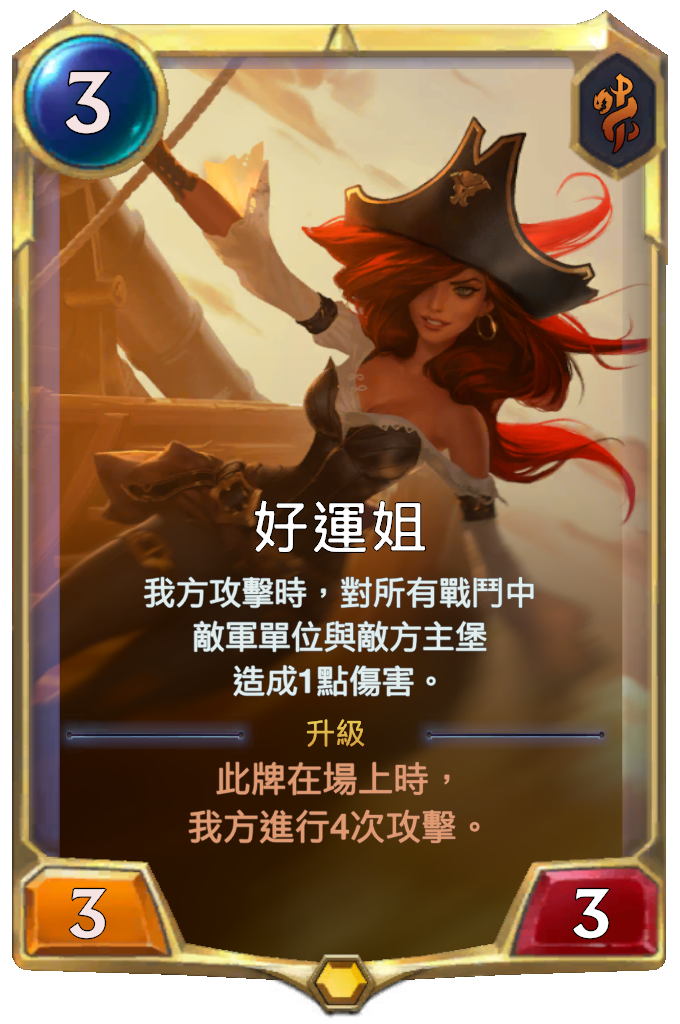 3
好運姐
我方攻擊時，對所有戰鬥中
敵軍單位與敵方主堡
造成1點傷害。
升級
此牌在場上時，
我方進行4次攻擊。
3
3